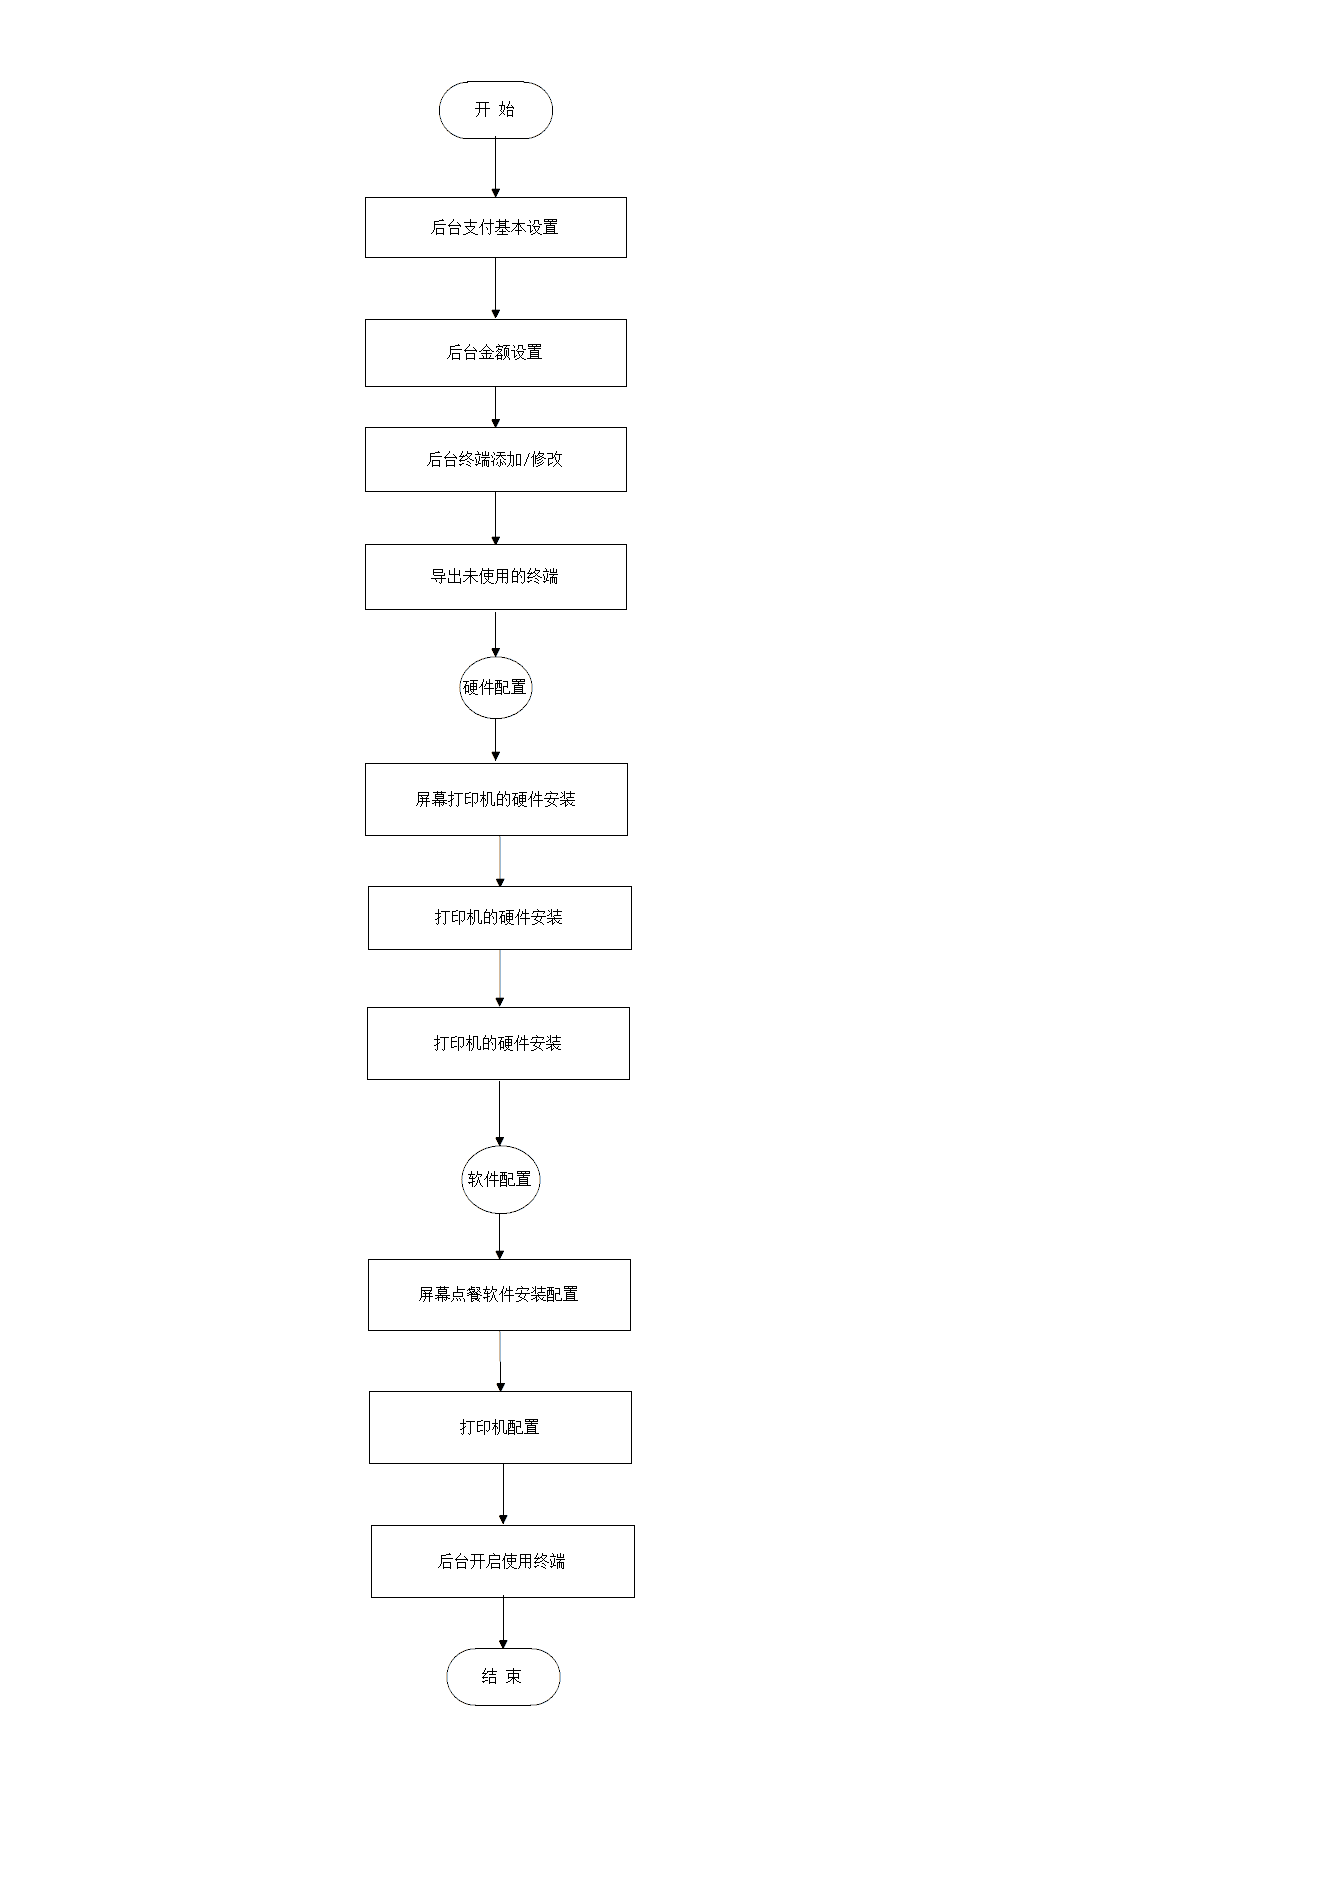 开 始
后台支付基本设置
后台金额设置
后台终端添加/修改
导出未使用的终端
硬件配置
屏幕打印机的硬件安装
打印机的硬件安装
打印机的硬件安装
软件配置
屏幕点餐软件安装配置
打印机配置
后台开启使用终端
结 束